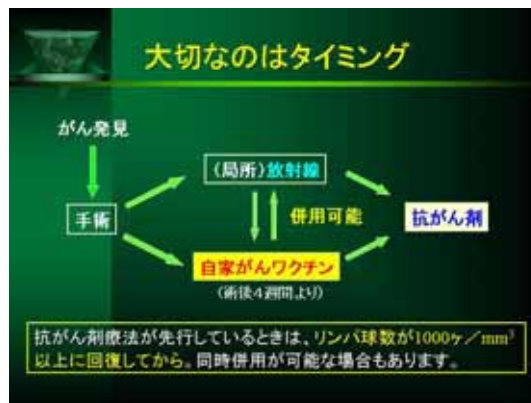 大切なのはタイミング
がん発見
(局所)放射線
手術
併用可能
抗がん剤
自家がんワクチン
(術後4週間より)
抗がん剤療法が先行しているときは、リンパ球数が1000ヶ/mm³
以上に回復してから。同時併用が可能な場合もあります。